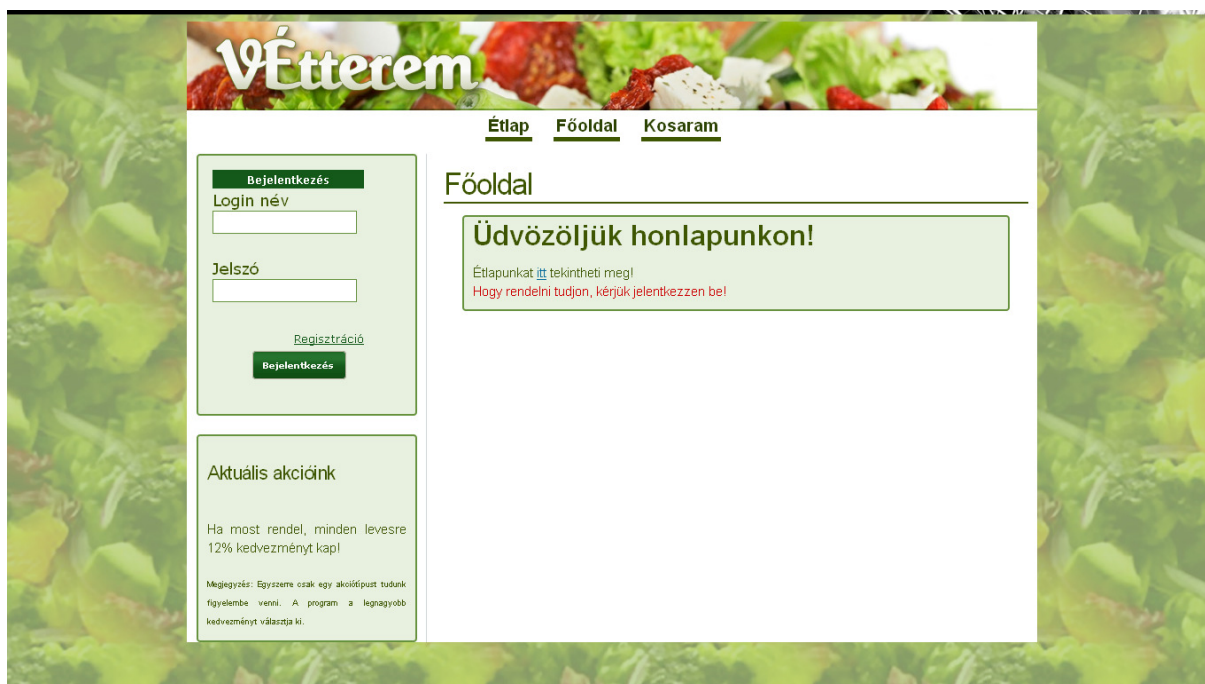 VÉtterem
Étlap Főoldal Kosaram
Bejelentkezés
Login név
Jelszó
Regisztráció
Bejelentkezés
Aktuális akcióink
Ha most rendel, minden levesre
12% kedvezményt kap!
Megjegyzés: Egyszerre csak egy akciótípust tudunk
figyelembe venni. A program a legnagyobb
kedvezményt választja ki.
Főoldal
Üdvözöljük honlapunkon!
Étlapunkat itt tekintheti meg!
Hogy rendelni tudjon, kérjük jelentkezzen be!